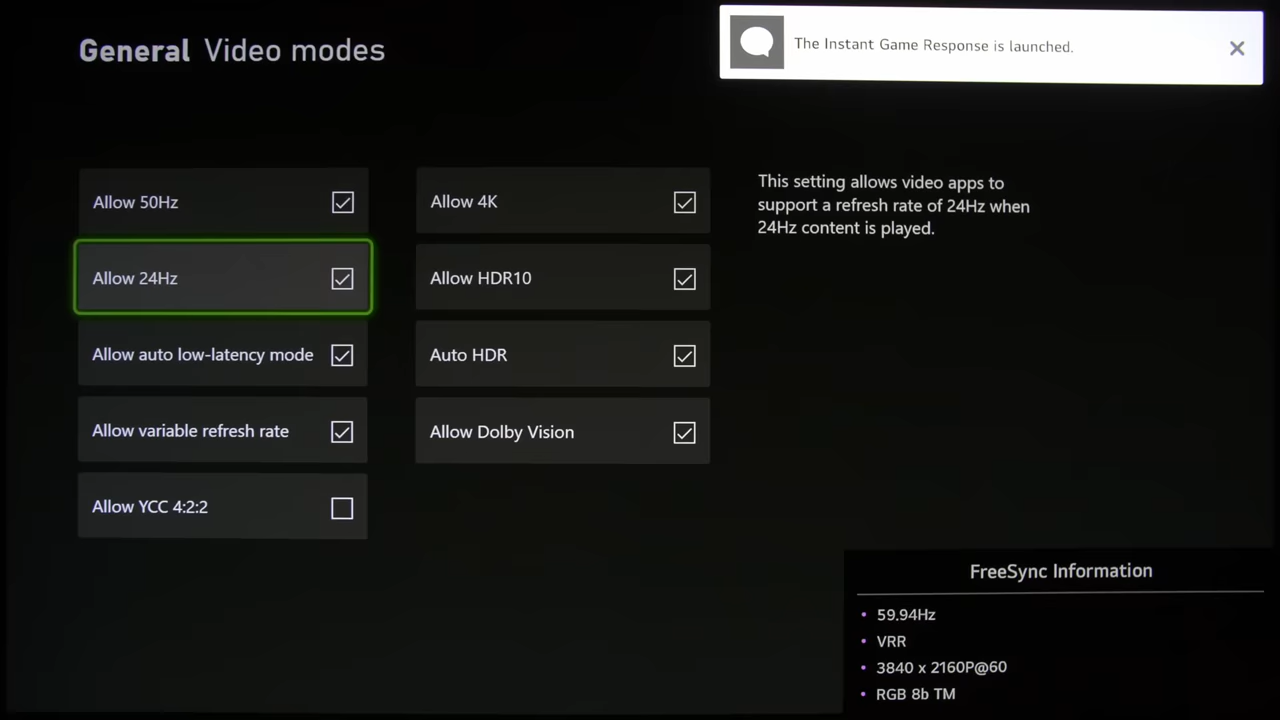 General Video modes
The Instant Game Response is launched.
Allow 50Hz
Allow 24Hz
Allow auto low-latency mode
Allow variable refresh rate
Allow YCC 4:2:2
Allow 4K
Allow HDR10
Auto HDR
Allow Dolby Vision
This setting allows video apps to
support a refresh rate of 24Hz when
24Hz content is played.
FreeSync Information
• 59.94Hz
• VRR
• 3840 x 2160P@60
• RGB 8b TM